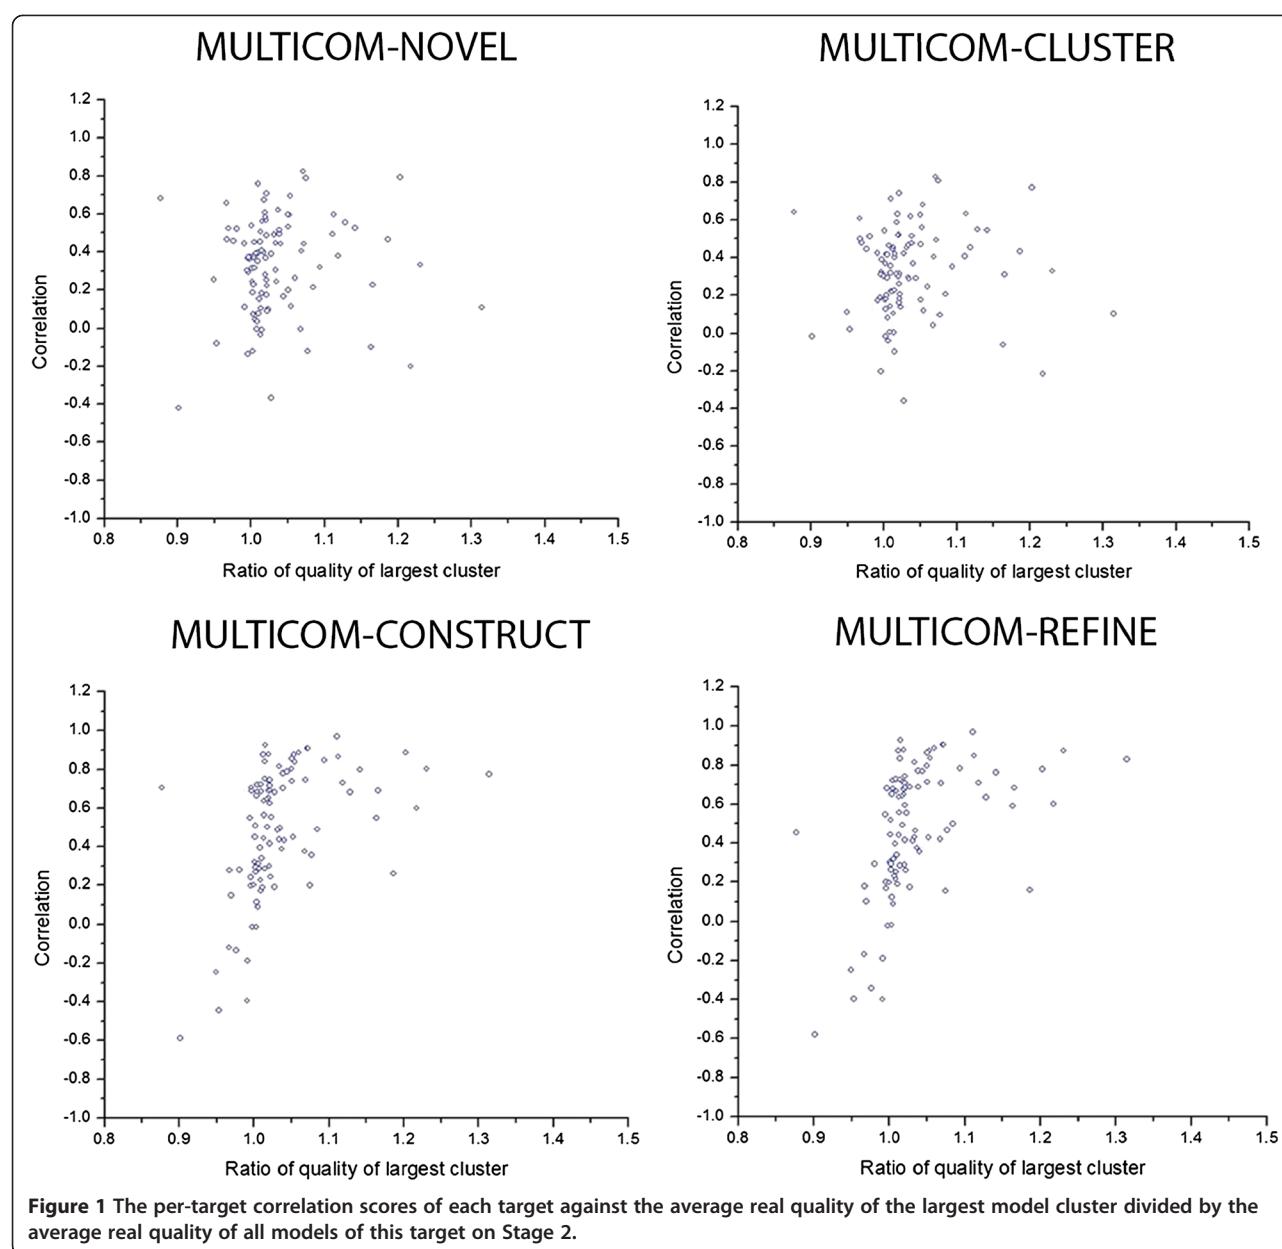 MULTICOM-NOVEL
1.2
1.0
0.8
0.6
0.4
0.2
0.0
-0.2
-0.4
-0.6
-0.8
-1.0
Correlation
0.8 0.9 1.0 1.1 1.2 1.3 1.4 1.5
Ratio of quality of largest cluster
MULTICOM-CLUSTER
1.2
1.0
0.8
0.6
0.4
0.2
0.0
-0.2
-0.4
-0.6
-0.8
-1.0
Correlation
0.8 0.9 1.0 1.1 1.2 1.3 1.4 1.5
Ratio of quality of largest cluster
MULTICOM-CONSTRUCT
1.2
1.0
0.8
0.6
0.4
0.2
0.0
-0.2
-0.4
-0.6
-0.8
-1.0
Correlation
0.8 0.9 1.0 1.1 1.2 1.3 1.4 1.5
Ratio of quality of largest cluster
MULTICOM-REFINE
1.2
1.0
0.8
0.6
0.4
0.2
0.0
-0.2
-0.4
-0.6
-0.8
-1.0
Correlation
0.8 0.9 1.0 1.1 1.2 1.3 1.4 1.5
Ratio of quality of largest cluster
Figure 1 The per-target correlation scores of each target against the average real quality of the largest model cluster divided by the
average real quality of all models of this target on Stage 2.